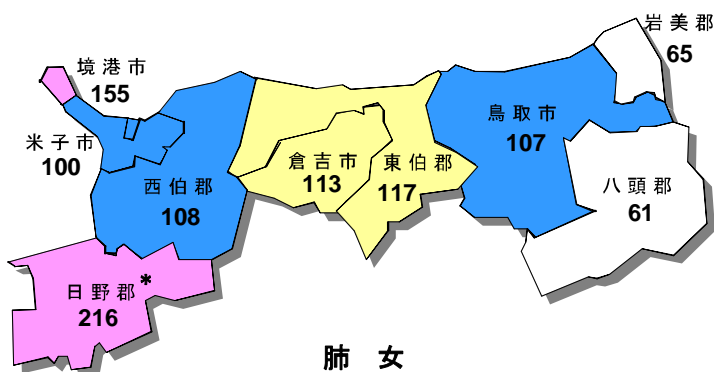 岩美郡
65
境港市
155
鳥取市
107
米子市
100
倉吉市
113
東伯郡
117
西伯郡
108
八頭郡
61
日野郡*
216
肺 女